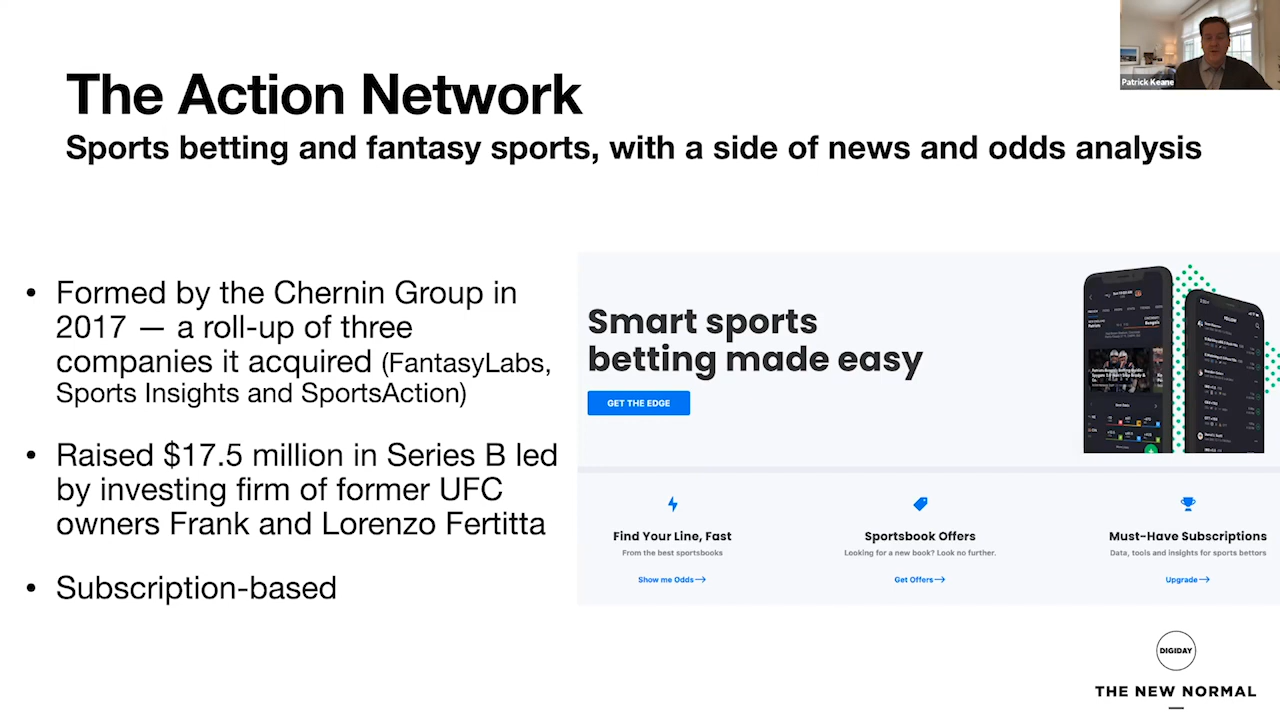 Patrick Keane
The Action Network
Sports betting and fantasy sports, with a side of news and odds analysis
• Formed by the Chernin Group in
2017 — a roll-up of three
companies it acquired (FantasyLabs,
Sports Insights and SportsAction)
• Raised $17.5 million in Series B led
by investing firm of former UFC
owners Frank and Lorenzo Fertitta
• Subscription-based
Smart sports
betting made easy
GET THE EDGE
Patriots
Bengals
FOLLOW
Find Your Line, Fast
From the best sportsbooks
Show me Odds→
Sportsbook Offers
Looking for a new book? Look no further.
Get Offers→
Must-Have Subscriptions
Data, tools and insights for sports bettors
Upgrade→
DIGIDAY
THE NEW NORMAL